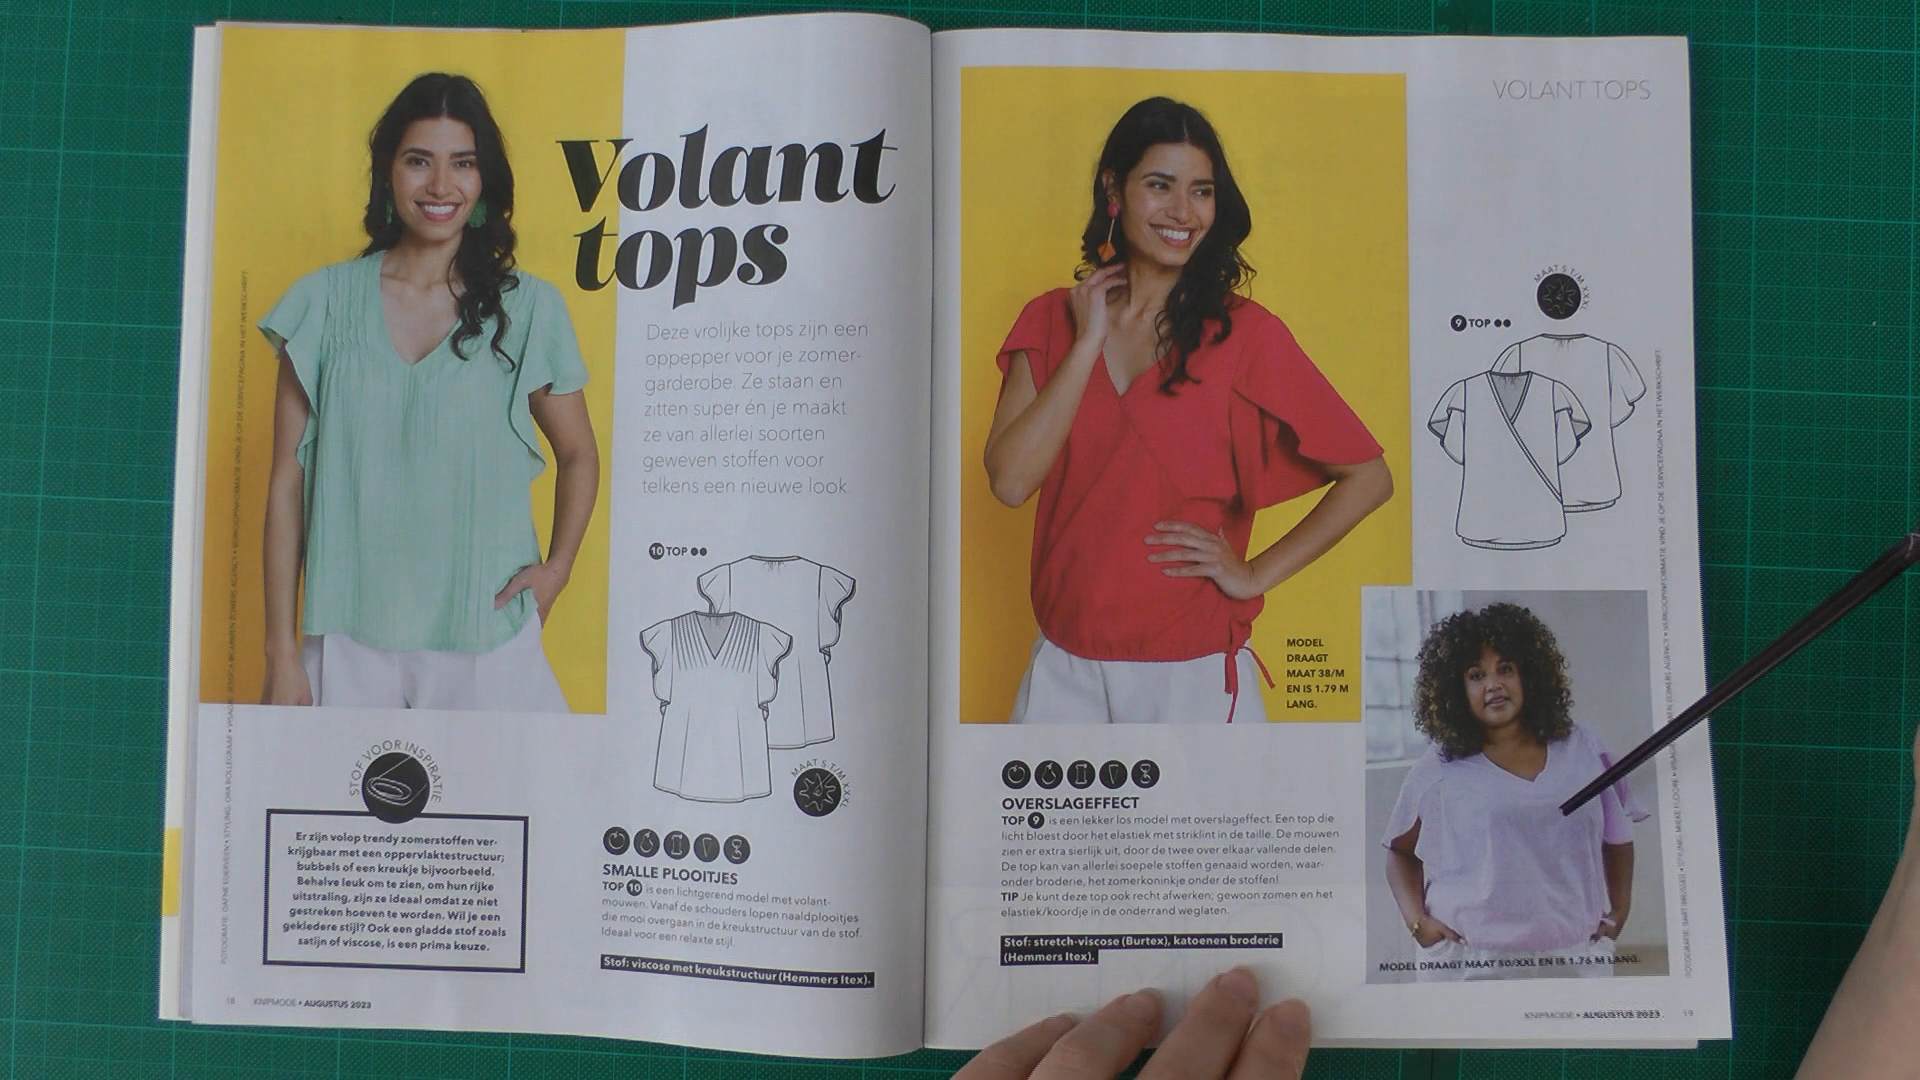 Volant
tops
Deze vrolijke tops zijn een
oppepper voor je zomer-
garderobe. Ze staan en
zitten super én je maakt
ze van allerlei soorten
geweven stoffen voor
telkens een nieuwe look.
10 TOP
MAAT S T/M XXXL
STOF VOOR INSPIRATIE
Er zijn volop trendy zomerstoffen ver-
krijgbaar met een oppervlaktestructuur;
bubbels of een kreukje bijvoorbeeld.
Behalve leuk om te zien, om hun rijke
uitstraling, zijn ze ideaal omdat ze niet
gestreken hoeven te worden. Wil je een
gekledere stijl? Ook een gladde stof zoals
satijn of viscose, is een prima keuze.
SMALLE PLOOITJES
TOP 10 is een lichtgerend model met volant-
mouwen. Vanaf de schouders lopen naaldplooitjes
die mooi overgaan in de kreukstructuur van de stof.
Ideaal voor een relaxte stijl.
Stof: viscose met kreukstructuur (Hemmers Itex).
18 KNIPMODE • AUGUSTUS 2023
VOLANT TOPS
MAAT S T/M XXXL
9 TOP
MODEL
DRAAGT
MAAT 38/M
EN IS 1.79 M
LANG.
OVERSLAGEFFECT
TOP 9 is een lekker los model met overslageffect. Een top die
licht bloest door het elastiek met striklint in de taille. De mouwen
zien er extra sierlijk uit, door de twee over elkaar vallende delen.
De top kan van allerlei soepele stoffen genaaid worden, waar-
onder broderie, het zomerkoninkje onder de stoffen!
TIP Je kunt deze top ook recht afwerken; gewoon zomen en het
elastiek/koordje in de onderrand weglaten.
Stof: stretch-viscose (Burtex), katoenen broderie
(Hemmers Itex).
MODEL DRAAGT MAAT 50/XXL EN IS 1.76 M LANG.
KNIPMODE • AUGUSTUS 2023 19